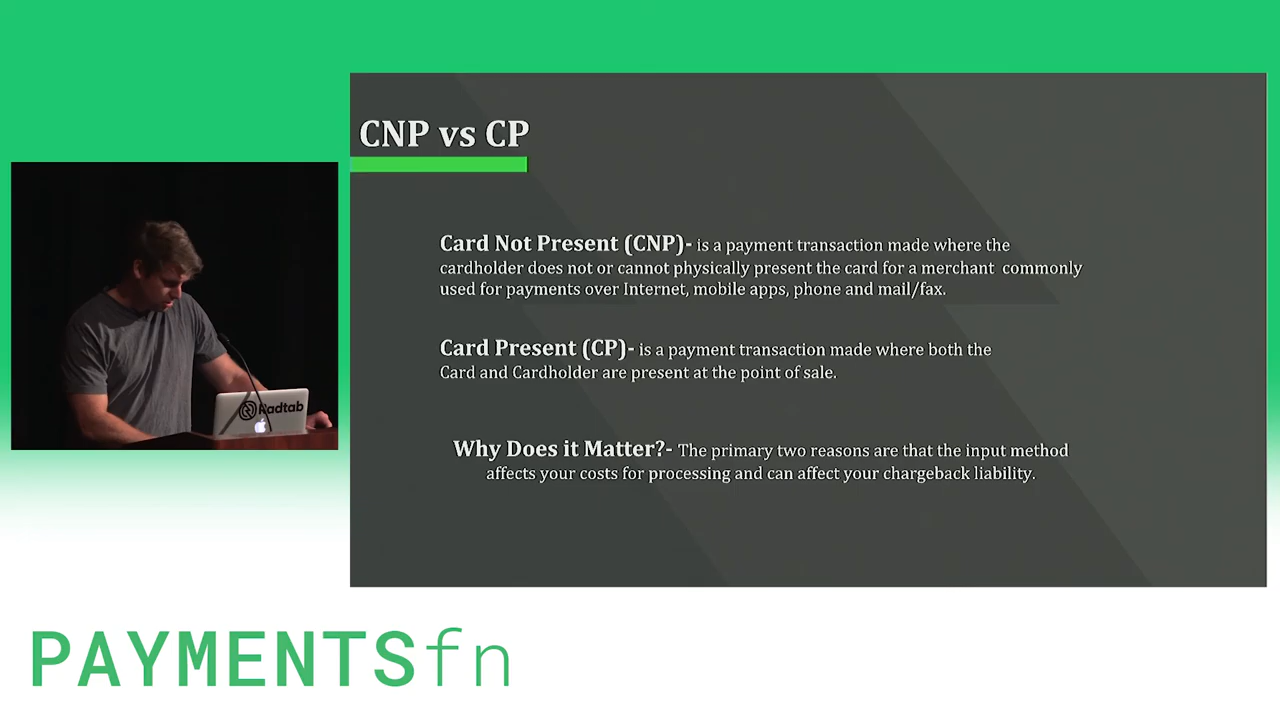 CNP vs CP
Card Not Present (CNP)- is a payment transaction made where the
cardholder does not or cannot physically present the card for a merchant commonly
used for payments over Internet, mobile apps, phone and mail/fax.
Card Present (CP)- is a payment transaction made where both the
Card and Cardholder are present at the point of sale.
Why Does it Matter?- The primary two reasons are that the input method
affects your costs for processing and can affect your chargeback liability.
Radtab
PAYMENTSfn